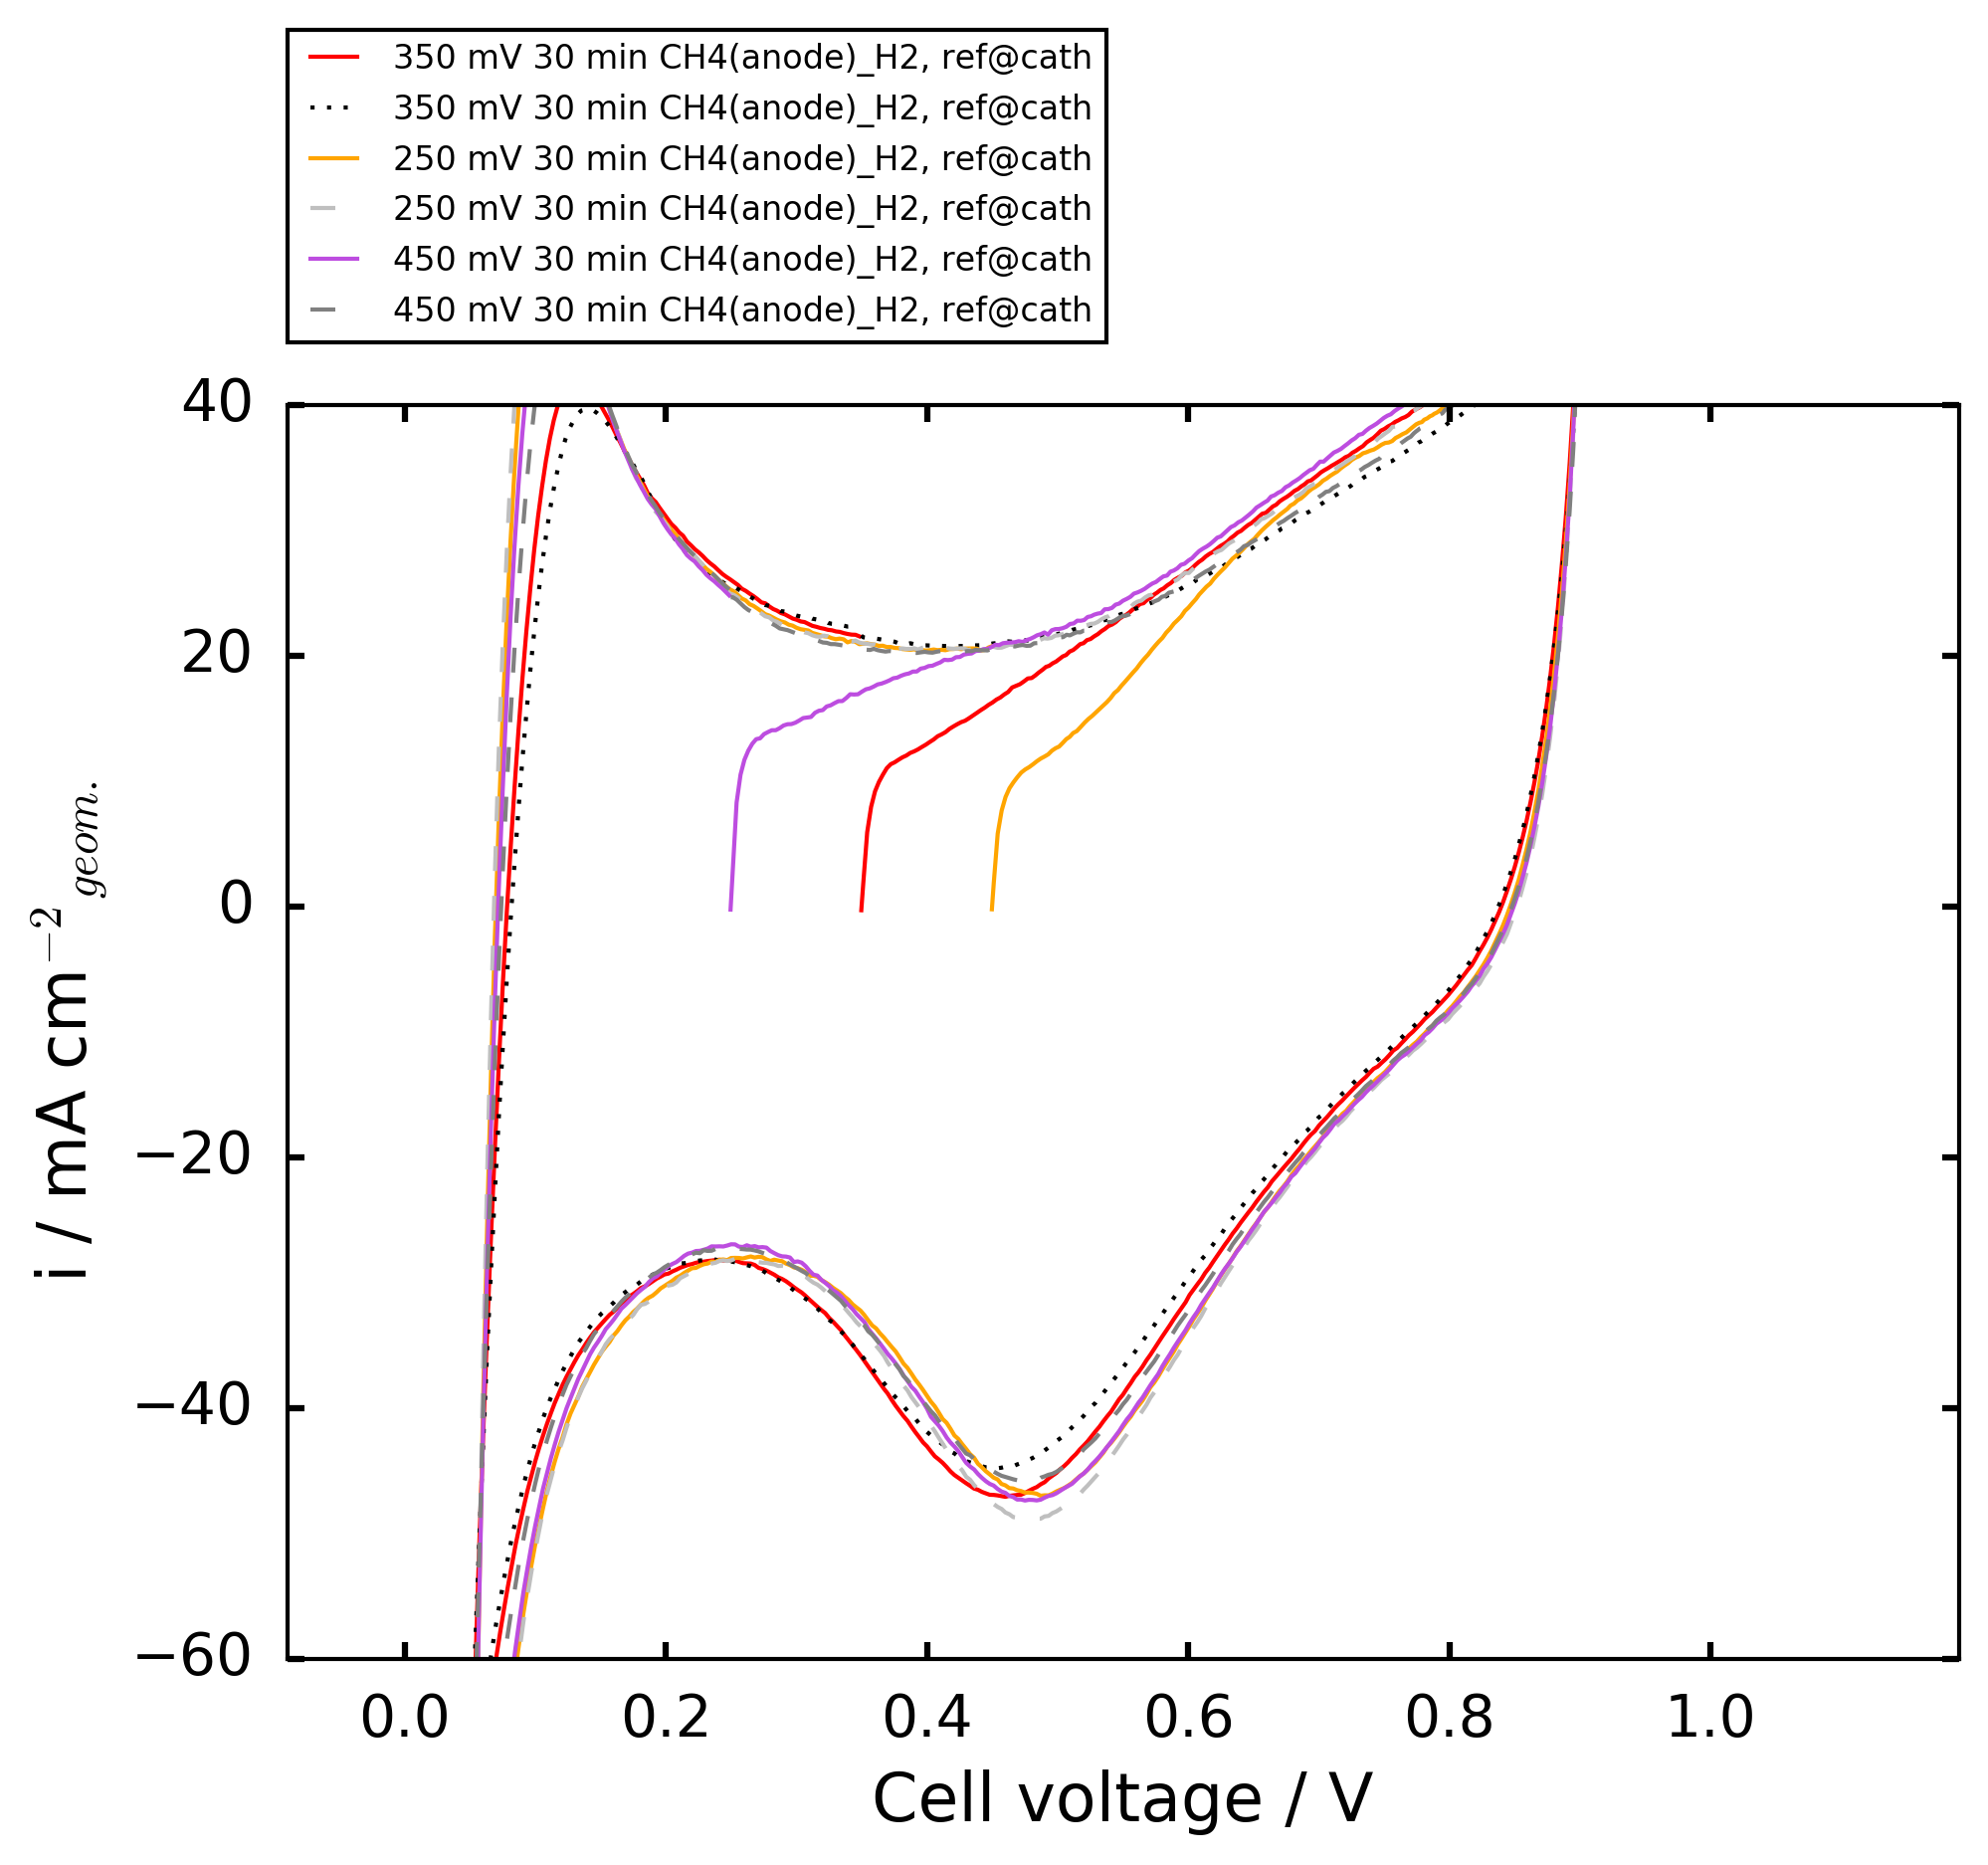 350 mV 30 min CH4(anode)_H2, ref@cath
350 mV 30 min CH4(anode)_H2, ref@cath
250 mV 30 min CH4(anode)_H2, ref@cath
250 mV 30 min CH4(anode)_H2, ref@cath
450 mV 30 min CH4(anode)_H2, ref@cath
450 mV 30 min CH4(anode)_H2, ref@cath
40
20
0
−20
−40
−60
i / mA cm⁻² geom.
0.0 0.2 0.4 0.6 0.8 1.0
Cell voltage / V